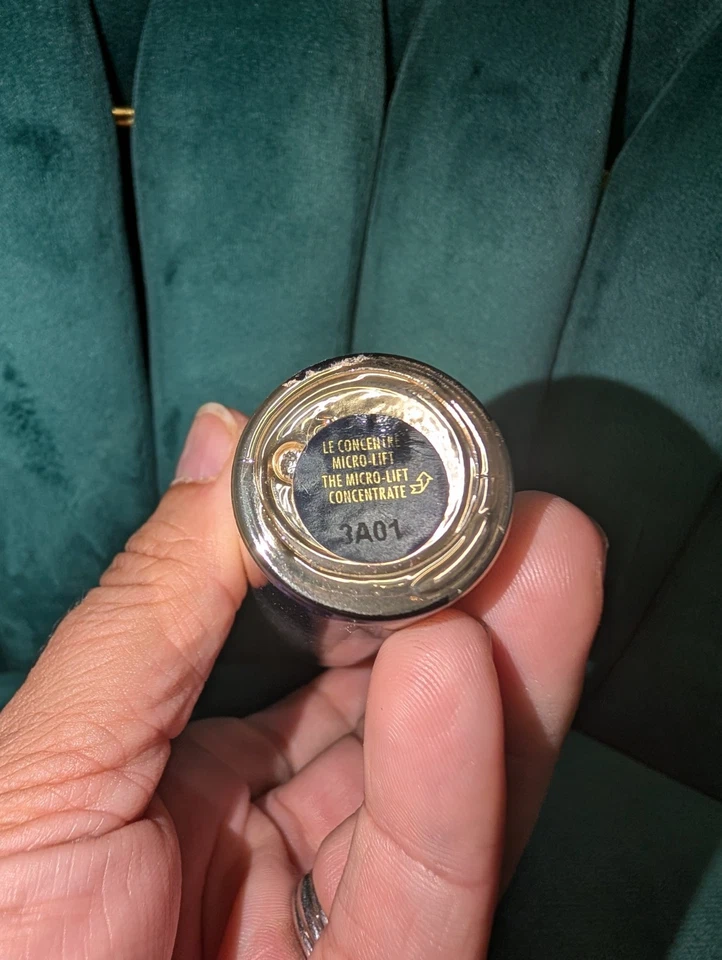 LE CONCENTRÉ
MICRO-LIFT
THE MICRO-LIFT
CONCENTRATE
3A01